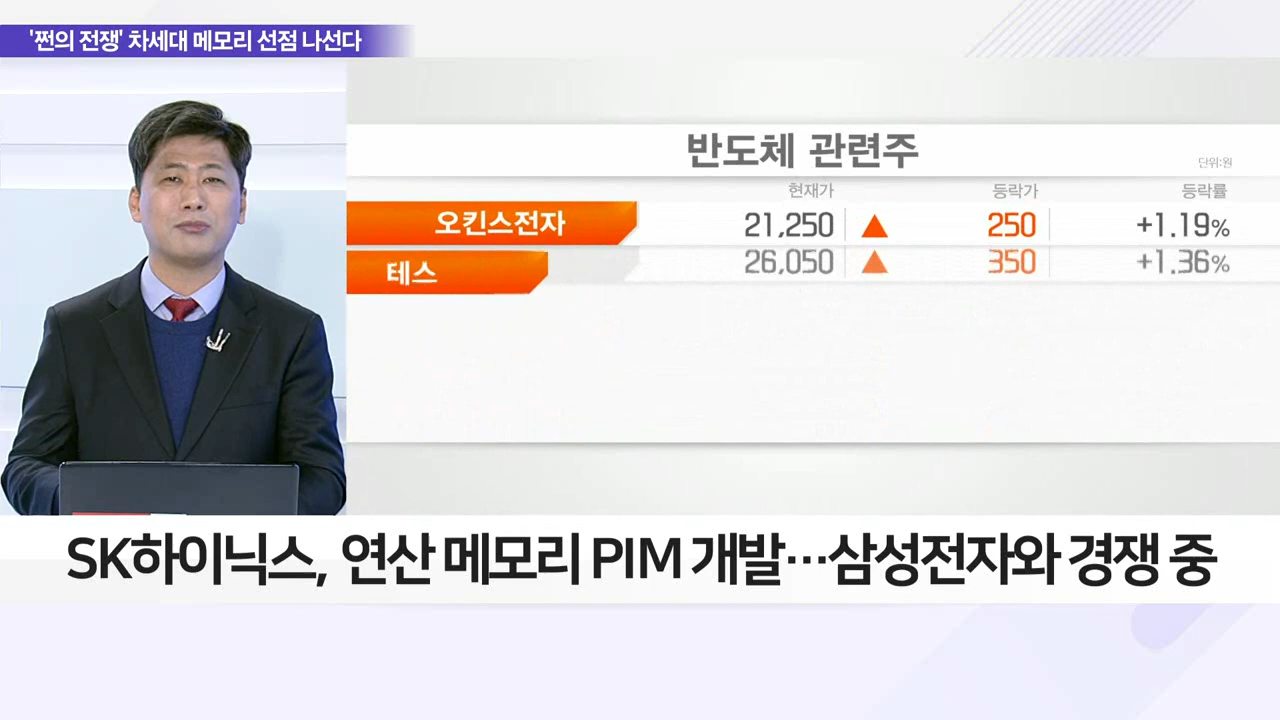 '쩐의 전쟁' 차세대 메모리 선점 나선다
반도체 관련주
단위:원
현재가 등락가 등락률
오킨스전자 21,250 ▲ 250 +1.19%
테스 26,050 ▲ 350 +1.36%
SK하이닉스, 연산 메모리 PIM 개발…삼성전자와 경쟁 중